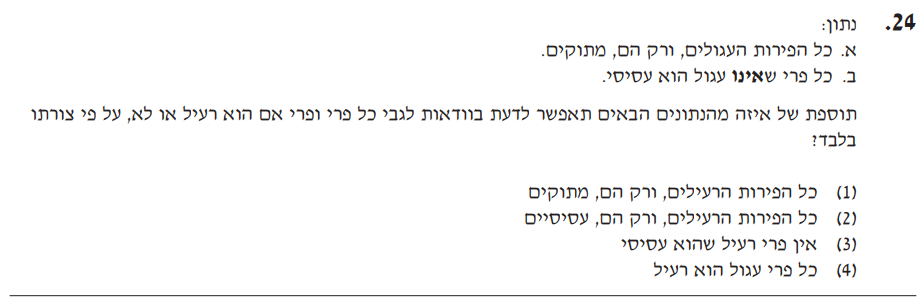 24. נתון:
א. כל הפירות העגולים, ורק הם, מתוקים.
ב. כל פרי שאינו עגול הוא עסיסי.
תוספת של איזה מהנתונים הבאים תאפשר לדעת בוודאות לגבי כל פרי ופרי אם הוא רעיל או לא, על פי צורתו
בלבד?
(1) כל הפירות הרעילים, ורק הם, מתוקים
(2) כל הפירות הרעילים, ורק הם, עסיסיים
(3) אין פרי רעיל שהוא עסיסי
(4) כל פרי עגול הוא רעיל